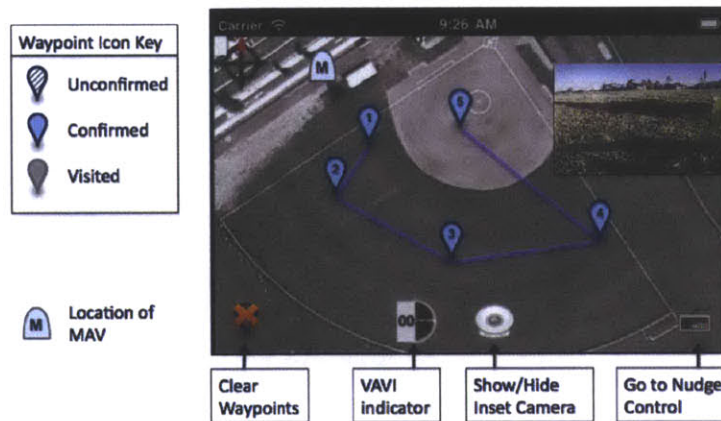 Carrier 9:26 AM
Waypoint Icon Key
Unconfirmed
Confirmed
Visited
M
1
2
3
4
5
M
Location of
MAV
00
Clear
Waypoints
VAVI
indicator
Show/Hide
Inset Camera
Go to Nudge
Control